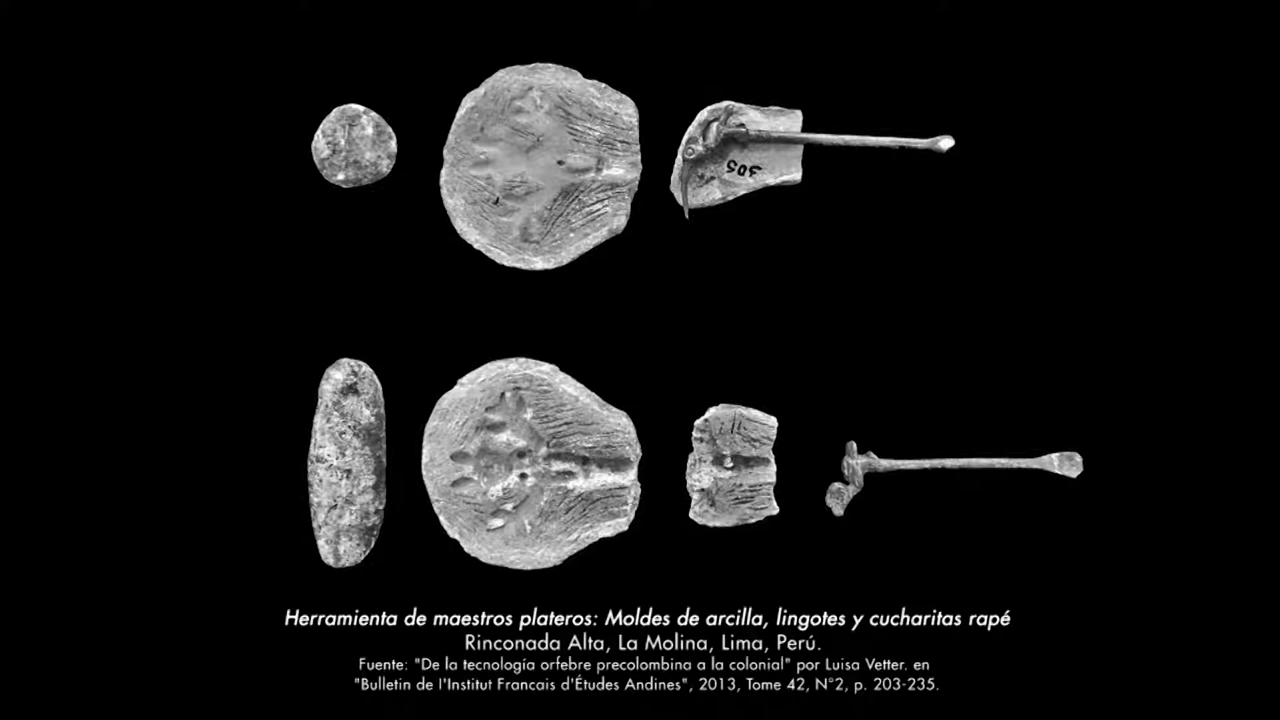 305
Herramienta de maestros plateros: Moldes de arcilla, lingotes y cucharitas rapé
Rinconada Alta, La Molina, Lima, Perú.
Fuente: "De la tecnología orfebre precolombina a la colonial" por Luisa Vetter. en
"Bulletin de l'Institut Francais d'Études Andines", 2013, Tome 42, N°2, p. 203-235.